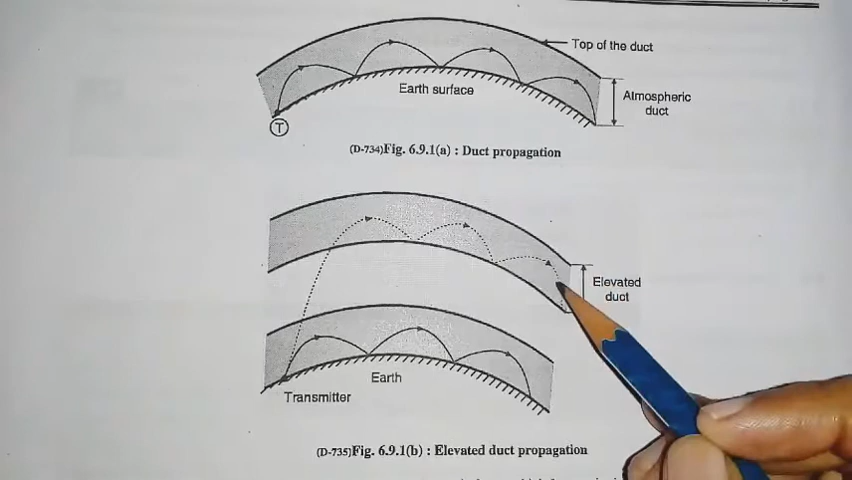 Top of the duct
Earth surface
Atmospheric
duct
T
(D-734)Fig. 6.9.1(a) : Duct propagation
Elevated
duct
Earth
Transmitter
(D-735)Fig. 6.9.1(b) : Elevated duct propagation